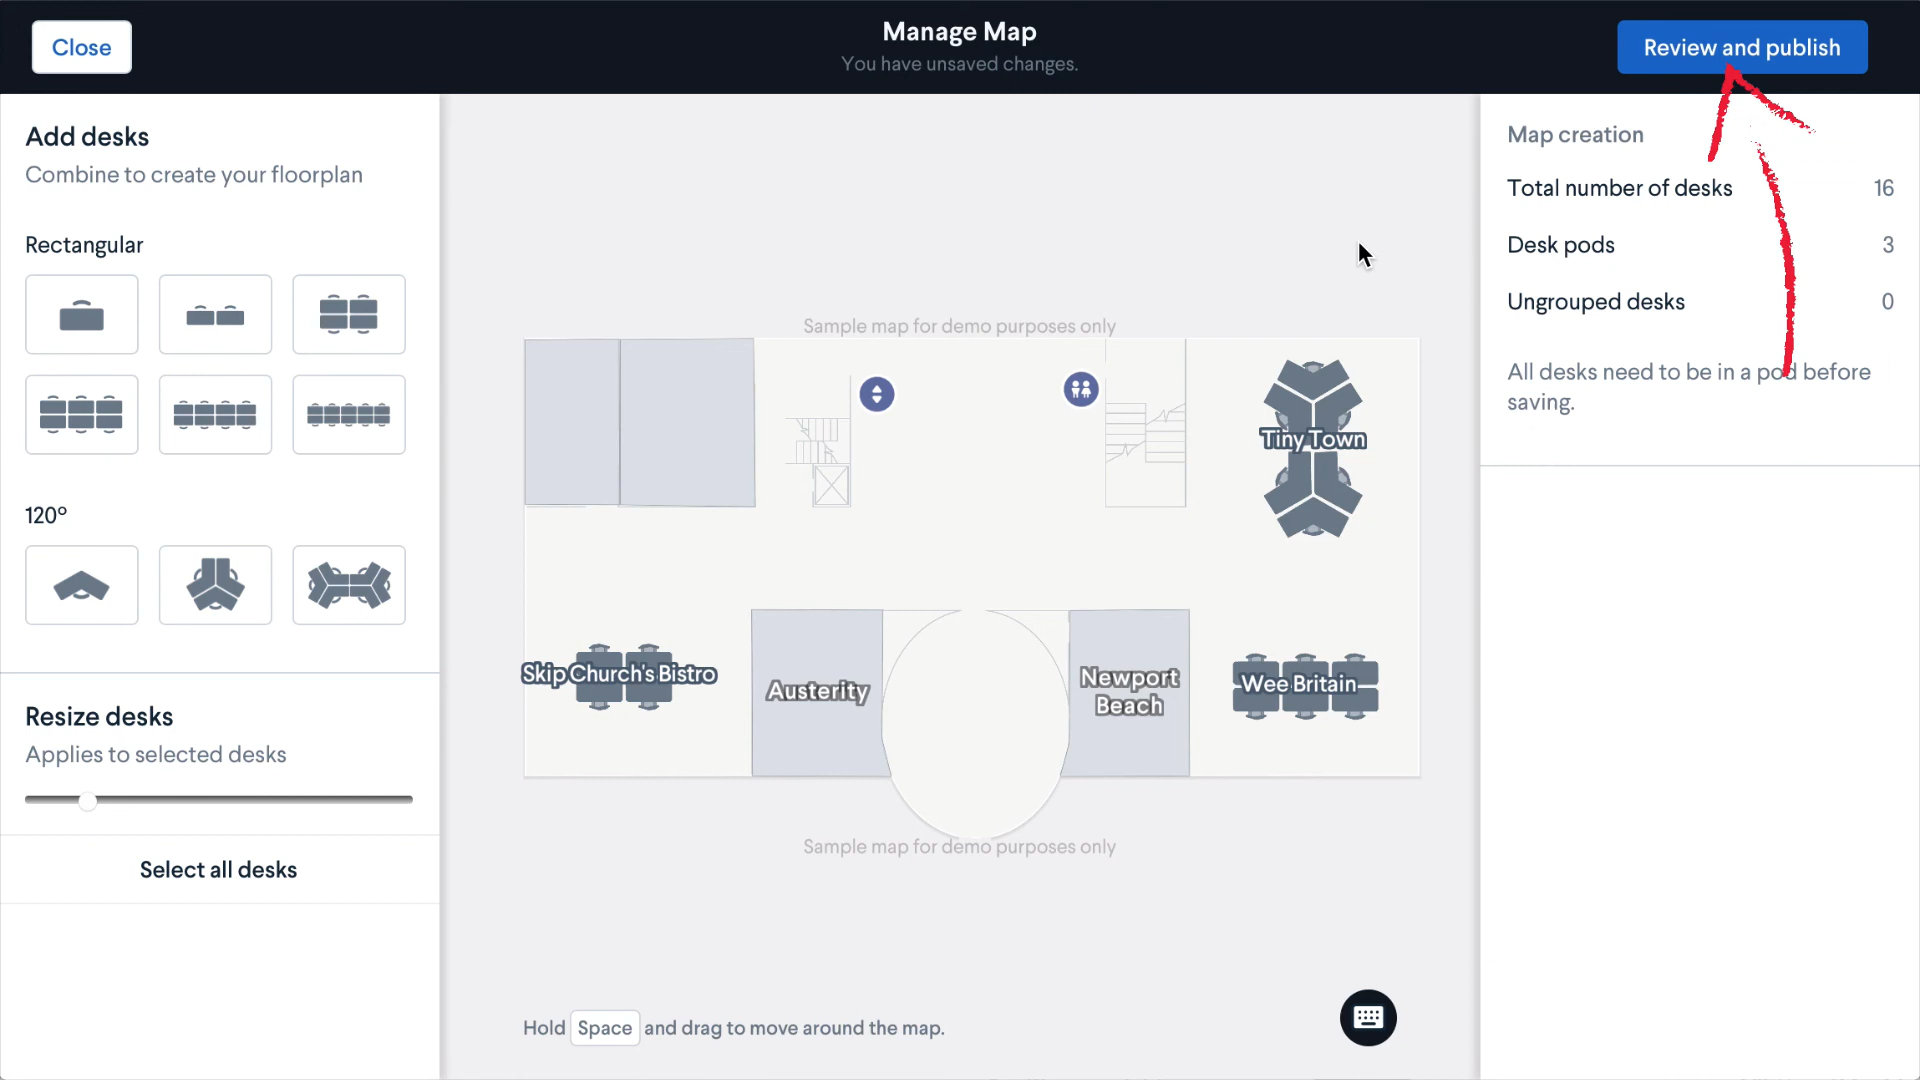 Close
Manage Map
You have unsaved changes.
Review and publish
Add desks
Combine to create your floorplan
Rectangular
120º
Resize desks
Applies to selected desks
Select all desks
Sample map for demo purposes only
Tiny Town
Skip Church's Bistro
Austerity
Newport
Beach
Wee Britain
Sample map for demo purposes only
Hold Space and drag to move around the map.
Map creation
Total number of desks 16
Desk pods 3
Ungrouped desks 0
All desks need to be in a pod before
saving.